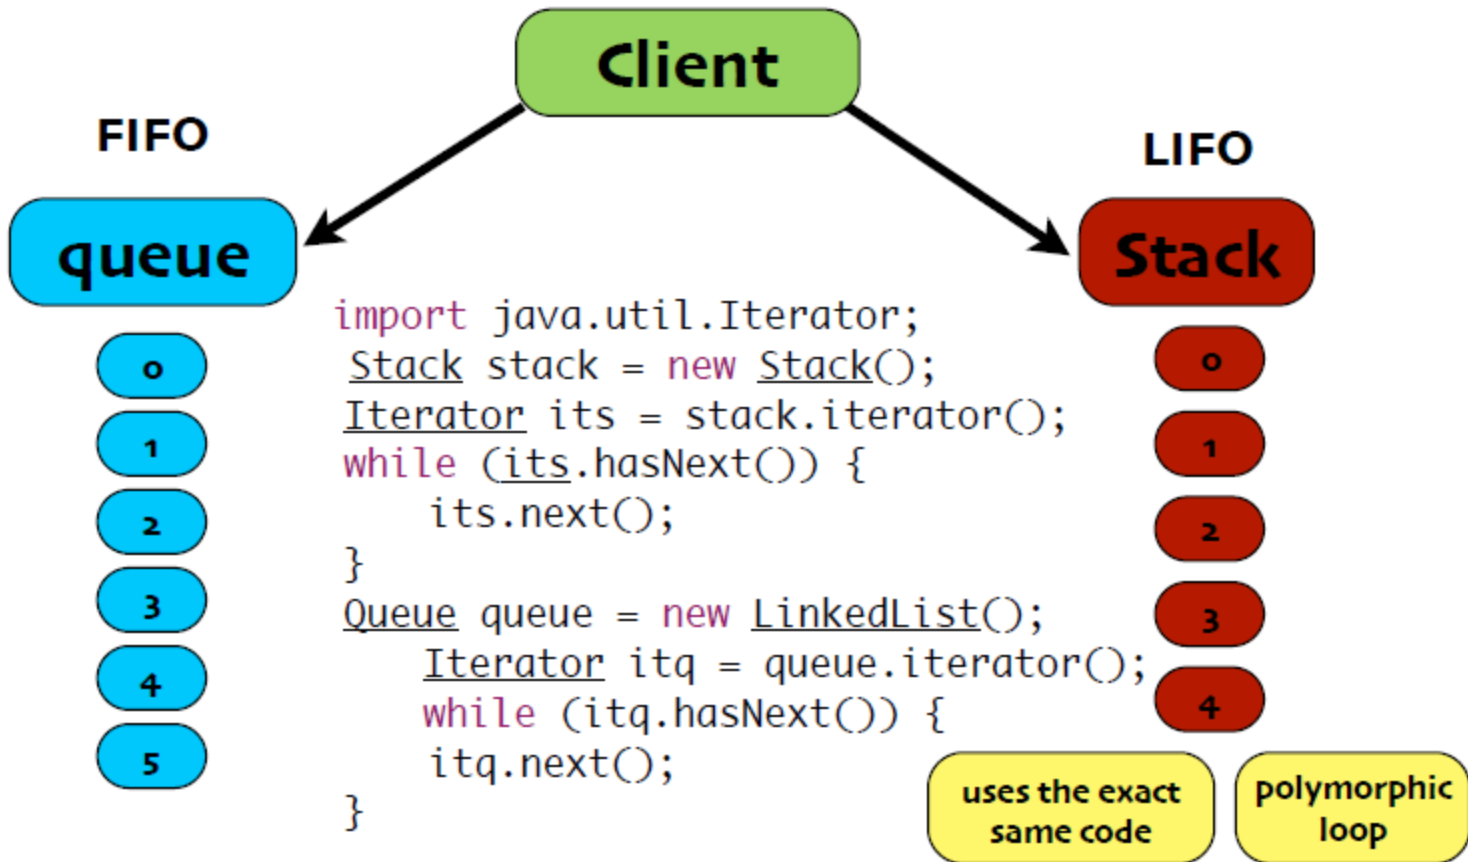 Client
FIFO
LIFO
queue
Stack
import java.util.Iterator;
Stack stack = new Stack();
Iterator its = stack.iterator();
while (its.hasNext()) {
its.next();
}
Queue queue = new LinkedList();
Iterator itq = queue.iterator();
while (itq.hasNext()) {
itq.next();
}
0
1
2
3
4
5
0
1
2
3
4
uses the exact
same code
polymorphic
loop